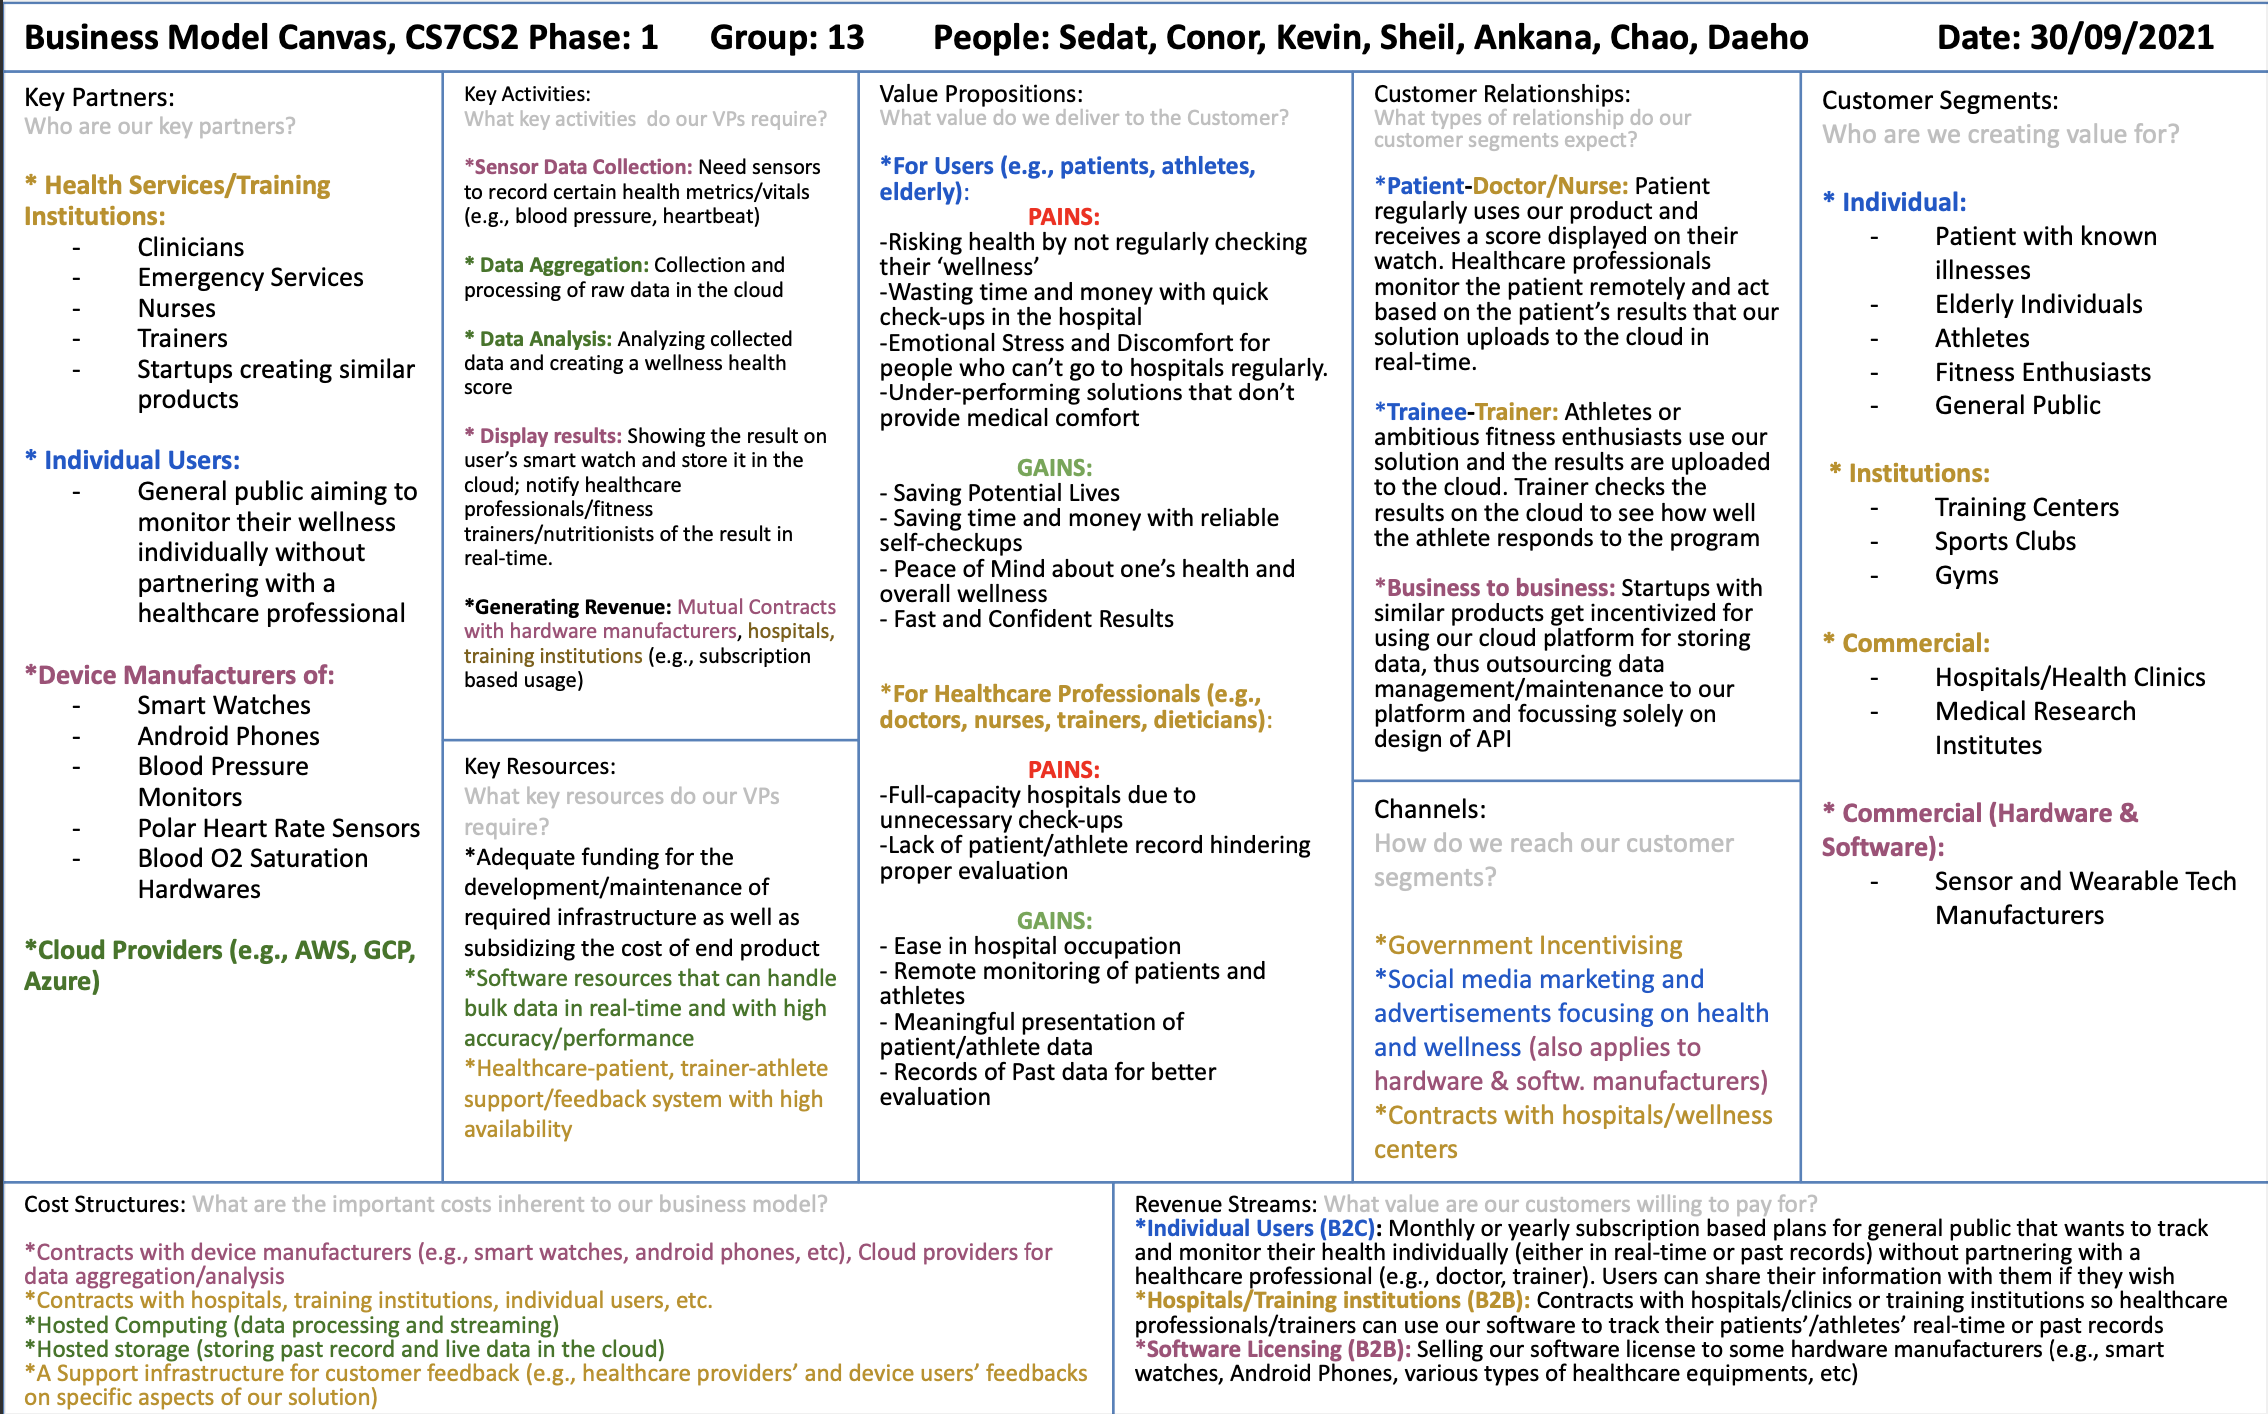 Business Model Canvas, CS7CS2 Phase: 1 Group: 13 People: Sedat, Conor, Kevin, Sheil, Ankana, Chao, Daeho Date: 30/09/2021
Key Partners:
Who are our key partners?
* Health Services/Training
Institutions:
- Clinicians
- Emergency Services
- Nurses
- Trainers
- Startups creating similar
products
* Individual Users:
- General public aiming to
monitor their wellness
individually without
partnering with a
healthcare professional
*Device Manufacturers of:
- Smart Watches
- Android Phones
- Blood Pressure
Monitors
- Polar Heart Rate Sensors
- Blood O2 Saturation
Hardwares
*Cloud Providers (e.g., AWS, GCP,
Azure)
Key Activities:
What key activities do our VPs require?
*Sensor Data Collection: Need sensors
to record certain health metrics/vitals
(e.g., blood pressure, heartbeat)
* Data Aggregation: Collection and
processing of raw data in the cloud
* Data Analysis: Analyzing collected
data and creating a wellness health
score
* Display results: Showing the result on
user's smart watch and store it in the
cloud; notify healthcare
professionals/fitness
trainers/nutritionists of the result in
real-time.
*Generating Revenue: Mutual Contracts
with hardware manufacturers, hospitals,
training institutions (e.g., subscription
based usage)
Key Resources:
What key resources do our VPs
require?
*Adequate funding for the
development/maintenance of
required infrastructure as well as
subsidizing the cost of end product
*Software resources that can handle
bulk data in real-time and with high
accuracy/performance
*Healthcare-patient, trainer-athlete
support/feedback system with high
availability
Value Propositions:
What value do we deliver to the Customer?
*For Users (e.g., patients, athletes,
elderly):
PAINS:
-Risking health by not regularly checking
their ‘wellness’
-Wasting time and money with quick
check-ups in the hospital
-Emotional Stress and Discomfort for
people who can’t go to hospitals regularly.
-Under-performing solutions that don’t
provide medical comfort
GAINS:
- Saving Potential Lives
- Saving time and money with reliable
self-checkups
- Peace of Mind about one’s health and
overall wellness
- Fast and Confident Results
*For Healthcare Professionals (e.g.,
doctors, nurses, trainers, dieticians):
PAINS:
-Full-capacity hospitals due to
unnecessary check-ups
-Lack of patient/athlete record hindering
proper evaluation
GAINS:
- Ease in hospital occupation
- Remote monitoring of patients and
athletes
- Meaningful presentation of
patient/athlete data
- Records of Past data for better
evaluation
Customer Relationships:
What types of relationship do our
customer segments expect?
*Patient-Doctor/Nurse: Patient
regularly uses our product and
receives a score displayed on their
watch. Healthcare professionals
monitor the patient remotely and act
based on the patient’s results that our
solution uploads to the cloud in
real-time.
*Trainee-Trainer: Athletes or
ambitious fitness enthusiasts use our
solution and the results are uploaded
to the cloud. Trainer checks the
results on the cloud to see how well
the athlete responds to the program
*Business to business: Startups with
similar products get incentivized for
using our cloud platform for storing
data, thus outsourcing data
management/maintenance to our
platform and focussing solely on
design of API
Channels:
How do we reach our customer
segments?
*Government Incentivising
*Social media marketing and
advertisements focusing on health
and wellness (also applies to
hardware & softw. manufacturers)
*Contracts with hospitals/wellness
centers
Customer Segments:
Who are we creating value for?
* Individual:
- Patient with known
illnesses
- Elderly Individuals
- Athletes
- Fitness Enthusiasts
- General Public
* Institutions:
- Training Centers
- Sports Clubs
- Gyms
* Commercial:
- Hospitals/Health Clinics
- Medical Research
Institutes
* Commercial (Hardware &
Software):
- Sensor and Wearable Tech
Manufacturers
Cost Structures: What are the important costs inherent to our business model?
*Contracts with device manufacturers (e.g., smart watches, android phones, etc), Cloud providers for
data aggregation/analysis
*Contracts with hospitals, training institutions, individual users, etc.
*Hosted Computing (data processing and streaming)
*Hosted storage (storing past record and live data in the cloud)
*A Support infrastructure for customer feedback (e.g., healthcare providers’ and device users’ feedbacks
on specific aspects of our solution)
Revenue Streams: What value are our customers willing to pay for?
*Individual Users (B2C): Monthly or yearly subscription based plans for general public that wants to track
and monitor their health individually (either in real-time or past records) without partnering with a
healthcare professional (e.g., doctor, trainer). Users can share their information with them if they wish
*Hospitals/Training institutions (B2B): Contracts with hospitals/clinics or training institutions so healthcare
professionals/trainers can use our software to track their patients’/athletes’ real-time or past records
*Software Licensing (B2B): Selling our software license to some hardware manufacturers (e.g., smart
watches, Android Phones, various types of healthcare equipments, etc)